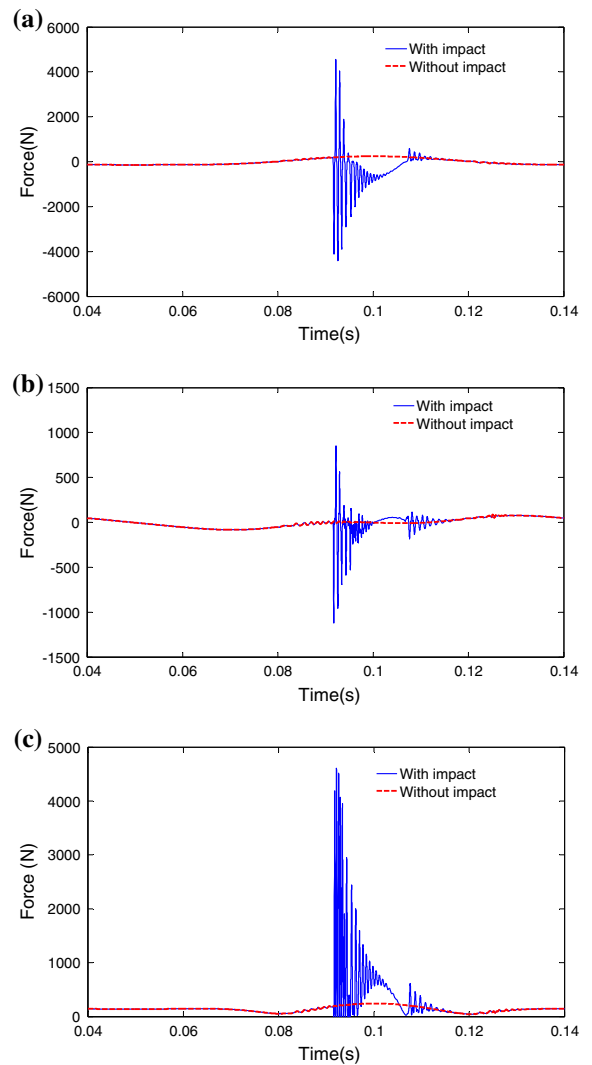 (a)
6000
4000
2000
0
-2000
-4000
-6000
Force(N)
With impact
Without impact
0.04 0.06 0.08 0.1 0.12 0.14
Time(s)
(b)
1500
1000
500
0
-500
-1000
-1500
Force(N)
With impact
Without impact
0.04 0.06 0.08 0.1 0.12 0.14
Time(s)
(c)
5000
4000
3000
2000
1000
0
Force (N)
With impact
Without impact
0.04 0.06 0.08 0.1 0.12 0.14
Time(s)